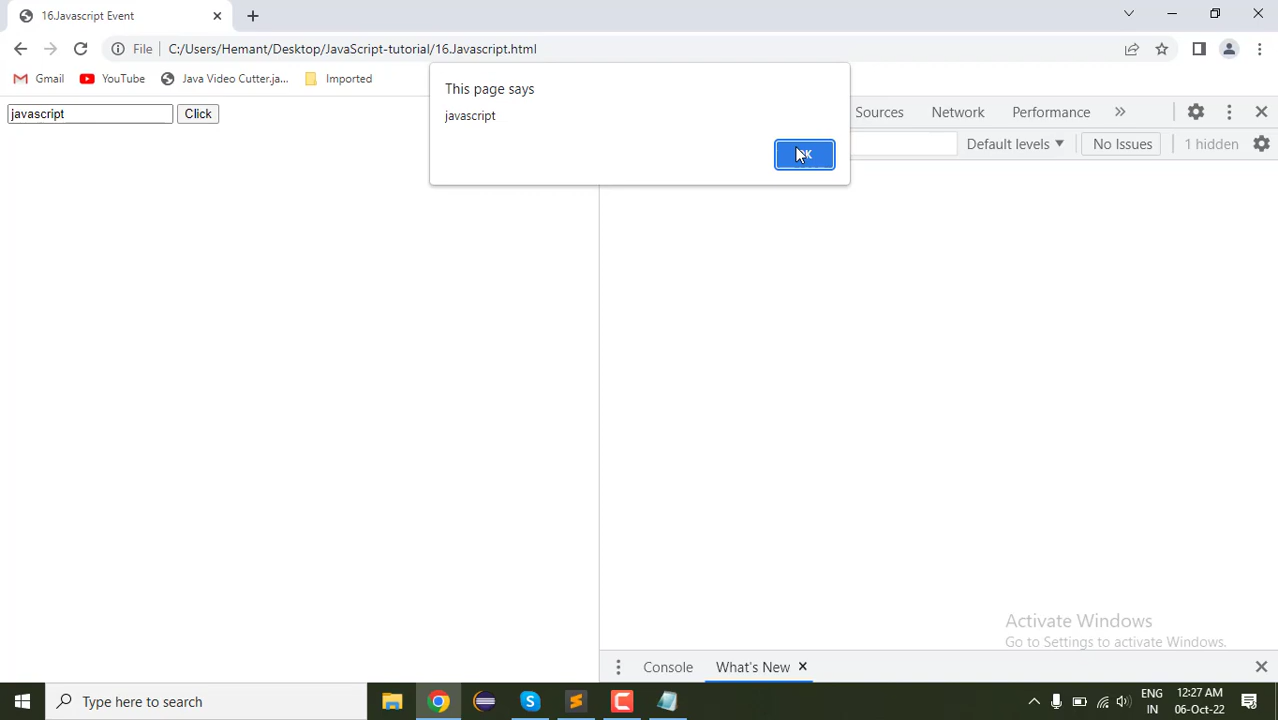 16.Javascript Event
File
C:/Users/Hemant/Desktop/JavaScript-tutorial/16.Javascript.html
Gmail
YouTube
Java Video Cutter.ja...
Imported
This page says
javascript
javascript
Click
Sources
Network
Performance
Default levels
No Issues
1 hidden
Activate Windows
Go to Settings to activate Windows.
Console
What's New
Type here to search
ENG
IN
12:27 AM
06-Oct-22